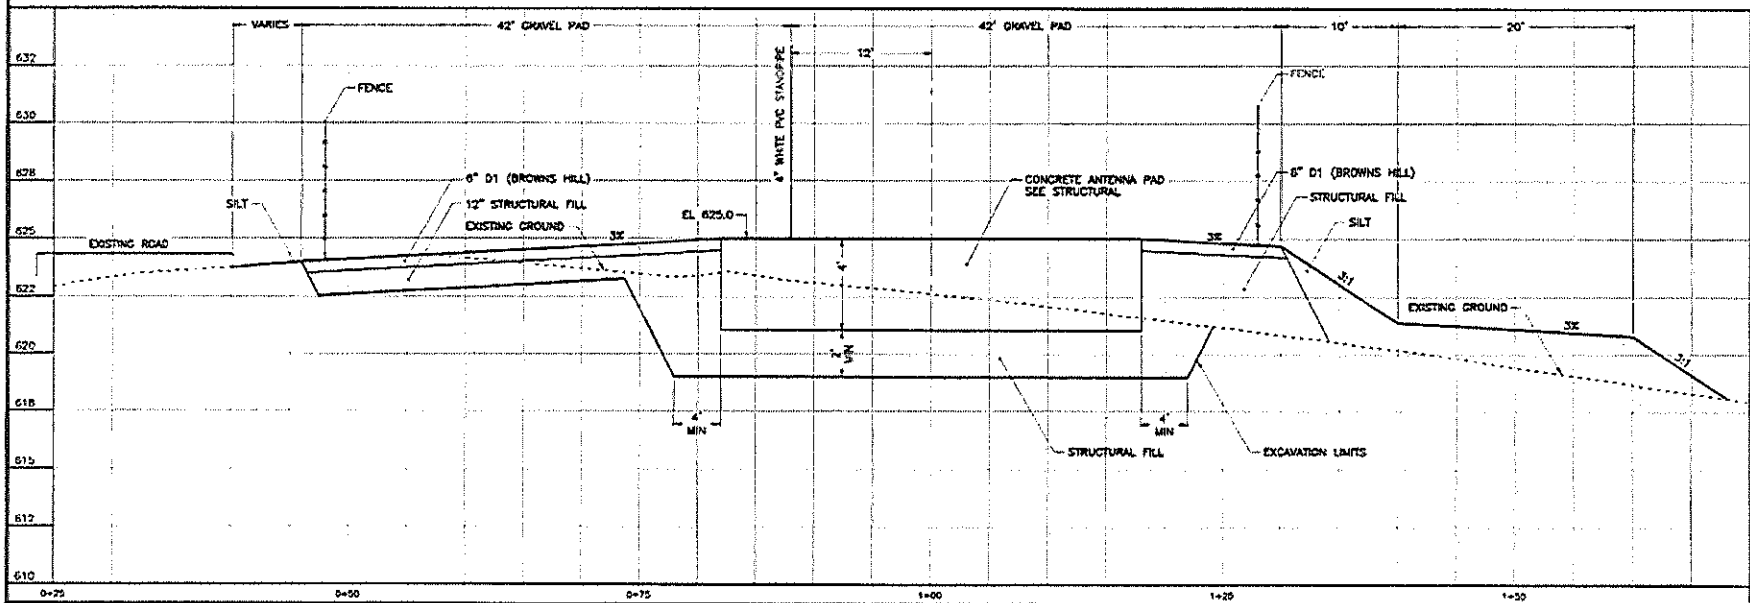 VARIES
42' GRAVEL PAD
42' GRAVEL PAD
10'
20'
12'
4" WHITE PVC STANDPIPE
632
630
628
625
622
620
618
615
612
610
FENCE
FENCE
6" D1 (BROWNS HILL)
12" STRUCTURAL FILL
EXISTING GROUND
SILT
EXISTING ROAD
3%
EL 625.0
CONCRETE ANTENNA PAD
SEE STRUCTURAL
6" D1 (BROWNS HILL)
STRUCTURAL FILL
SILT
3%
3:1
EXISTING GROUND
3%
3:1
4'
2'
MIN
4'
MIN
4'
MIN
STRUCTURAL FILL
EXCAVATION LIMITS
0+25
0+50
0+75
1+00
1+25
1+50